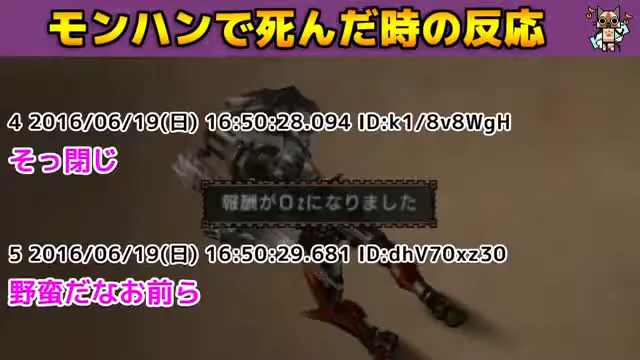 モンハンで死んだ時の反応
4 2016/06/19(日) 16:50:28.094 ID:k1/8v8WgH
そっ閉じ
報酬が0zになりました
5 2016/06/19(日) 16:50:29.681 ID:dhV70xz30
野蛮だなお前ら